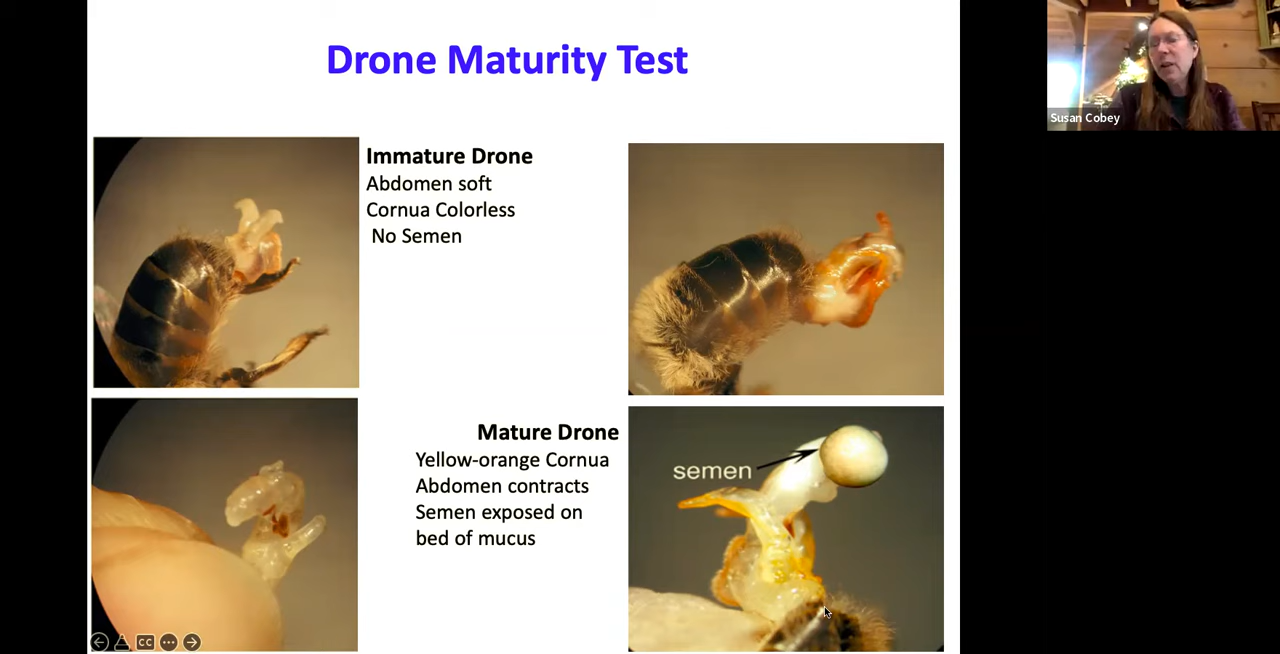 Drone Maturity Test
Susan Cobey
Immature Drone
Abdomen soft
Cornua Colorless
No Semen
Mature Drone
Yellow-orange Cornua
Abdomen contracts
Semen exposed on
bed of mucus
semen
CC